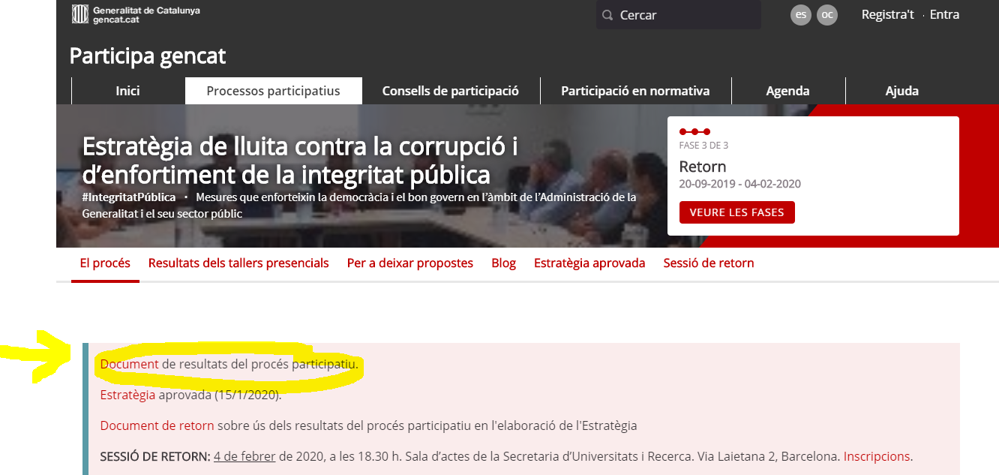 Generalitat de Catalunya
gencat.cat
Cercar
es
oc
Registra't · Entra
Participa gencat
Inici
Processos participatius
Consells de participació
Participació en normativa
Agenda
Ajuda
Estratègia de lluita contra la corrupció i
d’enfortiment de la integritat pública
#IntegritatPública · Mesures que enforteixin la democràcia i el bon govern en l’àmbit de l’Administració de la
Generalitat i el seu sector públic
FASE 3 DE 3
Retorn
20-09-2019 - 04-02-2020
VEURE LES FASES
El procés
Resultats dels tallers presencials
Per a deixar propostes
Blog
Estratègia aprovada
Sessió de retorn
Document de resultats del procés participatiu.
Estratègia aprovada (15/1/2020).
Document de retorn sobre ús dels resultats del procés participatiu en l'elaboració de l'Estratègia
SESSIÓ DE RETORN: 4 de febrer de 2020, a les 18.30 h. Sala d’actes de la Secretaria d’Universitats i Recerca. Via Laietana 2, Barcelona. Inscripcions.